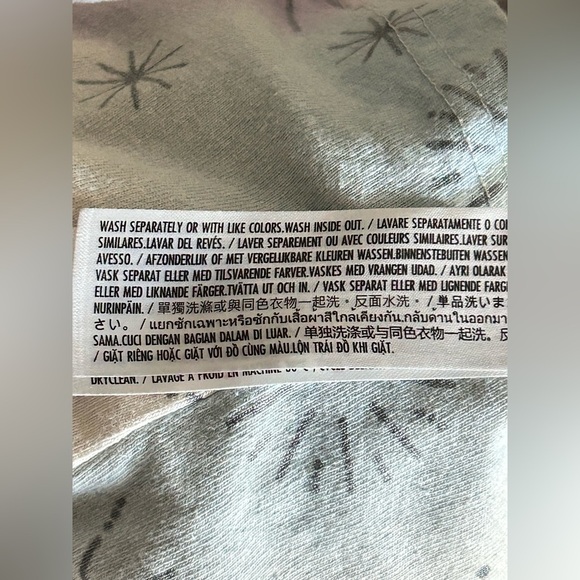 WASH SEPARATELY OR WITH LIKE COLORS.WASH INSIDE OUT. / LAVARE SEPARATAMENTE O
SIMILARES.LAVAR DEL REVÉS. / LAVER SEPAREMENT OU AVEC COULEURS SIMILAIRES.LAVER SUR
AVESSO. / AFZONDERLIJK OF MET VERGELIJKBARE KLEUREN WASSEN.BINNENSTEBUITEN WASSEN
VASK SEPARAT ELLER MED TILSVARENDE FARVER.VASKES MED VRANGEN UDAD. / AYRI OLARAK
ELLER MED LIKNANDE FÄRGER.TVÄTTA UT OCH IN. / VASK SEPARAT ELLER MED LIGNENDE
NURINPÄIN. / 單獨洗滌或與同色衣物一起洗。反面水洗。 / 単品洗いま
さい。 / แยกซักเฉพาะหรือซักกับเสื้อผ้าสีใกล้เคียงกัน.กลับด้านในออกมา
SAMA.CUCI DENGAN BAGIAN DALAM DI LUAR. / 单独洗涤或与同色衣物一起洗。
/ GIẶT RIÊNG HOẶC GIẶT VỚI ĐỒ CÙNG MÀU.LỘN TRÁI ĐỒ KHI GIẶT.
DRYCLEAN. / LAVAGE A FROID EN MACHINE